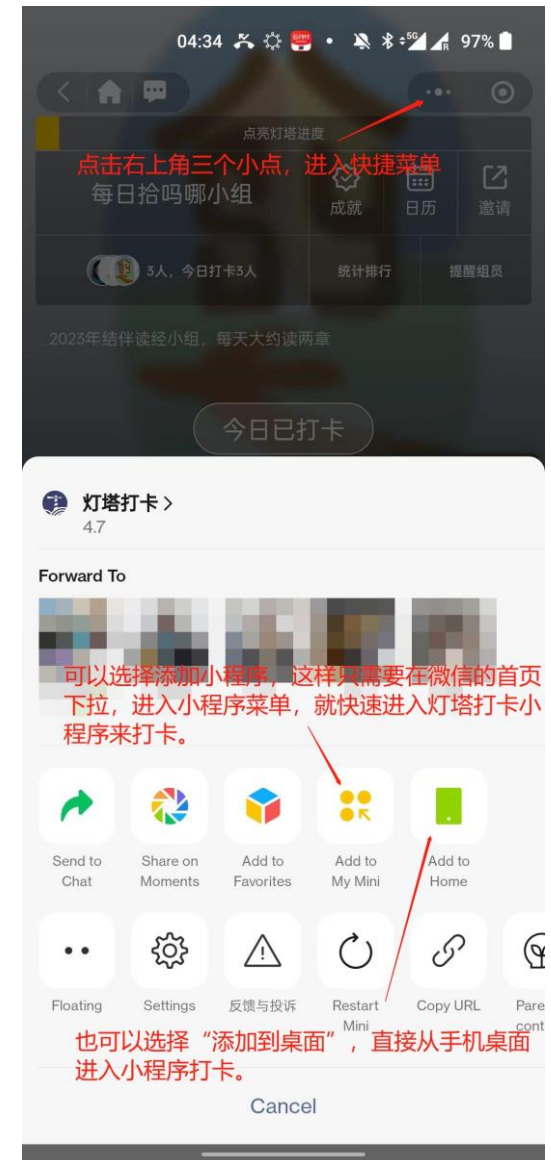 04:34
5G
R
97%
点亮灯塔进度
点击右上角三个小点，进入快捷菜单
每日拾吗哪小组
成就
日历
邀请
3人，今日打卡3人
统计排行
提醒组员
2023年结伴读经小组，每天大约读两章
今日已打卡
灯塔打卡
4.7
Forward To
可以选择添加小程序，这样只需要在微信的首页
下拉，进入小程序菜单，就快速进入灯塔打卡小
程序来打卡。
Send to
Chat
Share on
Moments
Add to
Favorites
Add to
My Mini
Add to
Home
Floating
Settings
反馈与投诉
Restart
Mini
Copy URL
Pare
cont
也可以选择“添加到桌面”，直接从手机桌面
进入小程序打卡。
Cancel